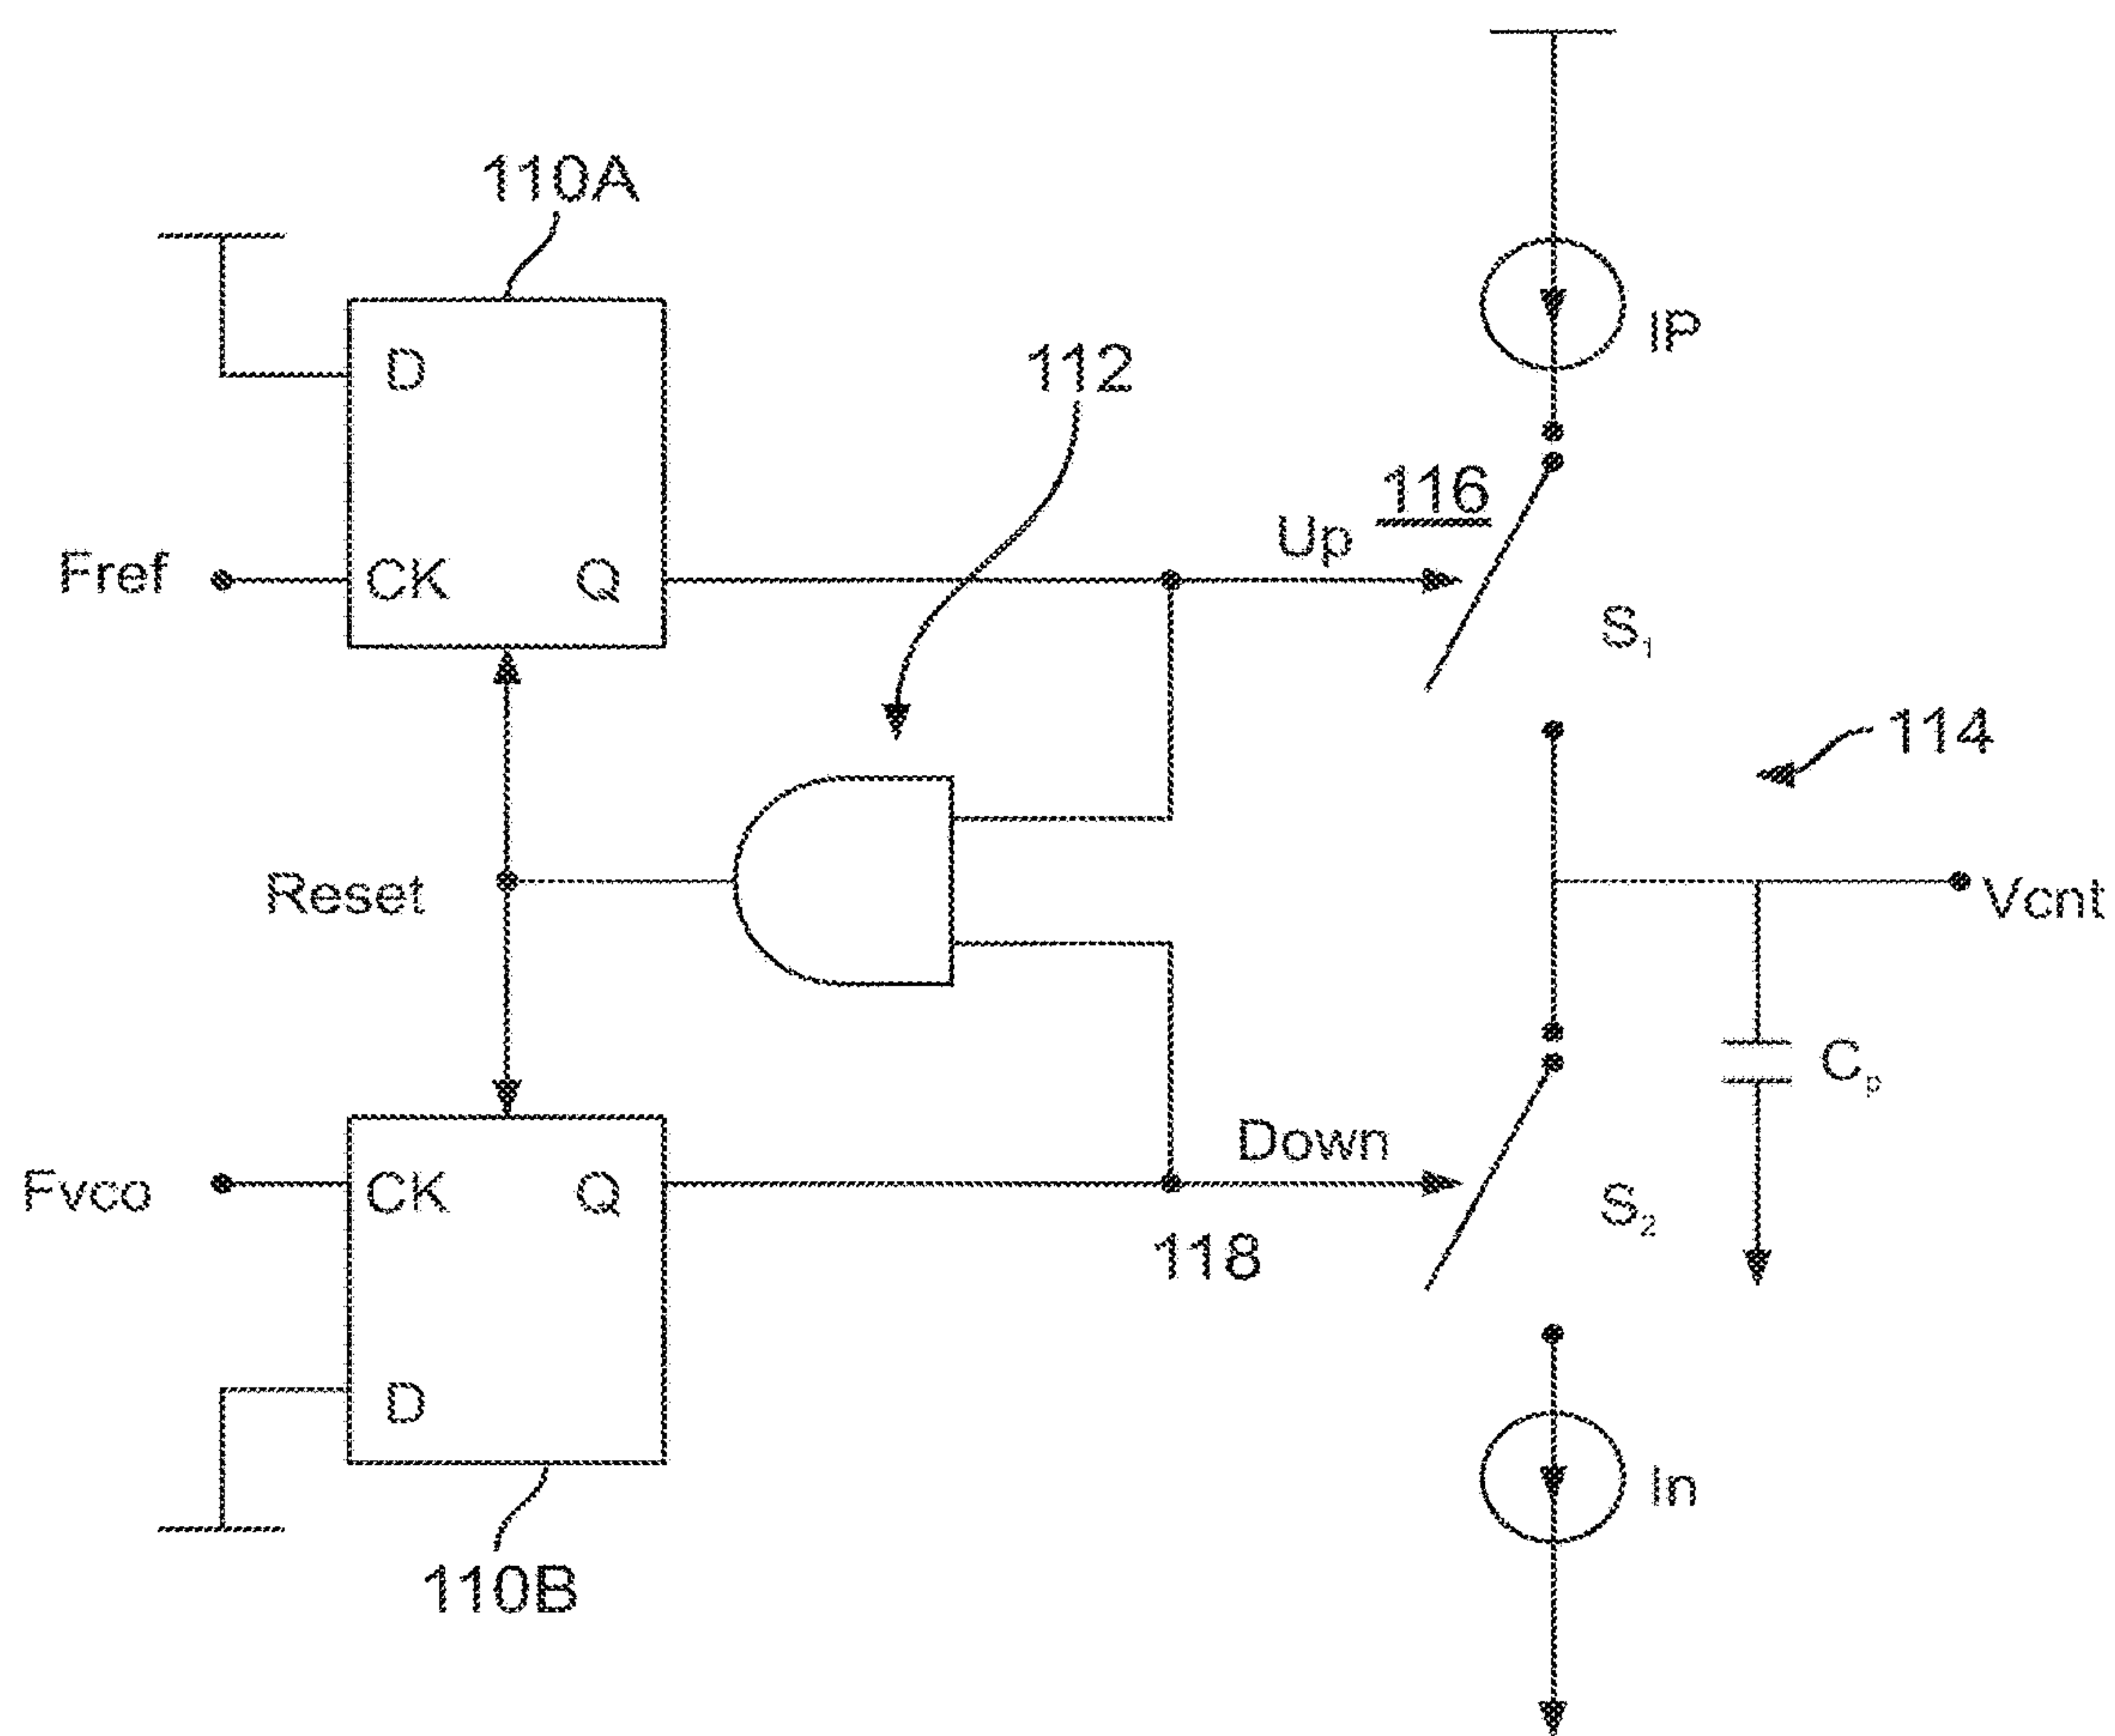 110A
D
CK
Q
Fref
112
IP
116
Up
S1
114
Reset
Vcnt
Cp
Down
Fvco
CK
Q
S2
118
D
In
110B